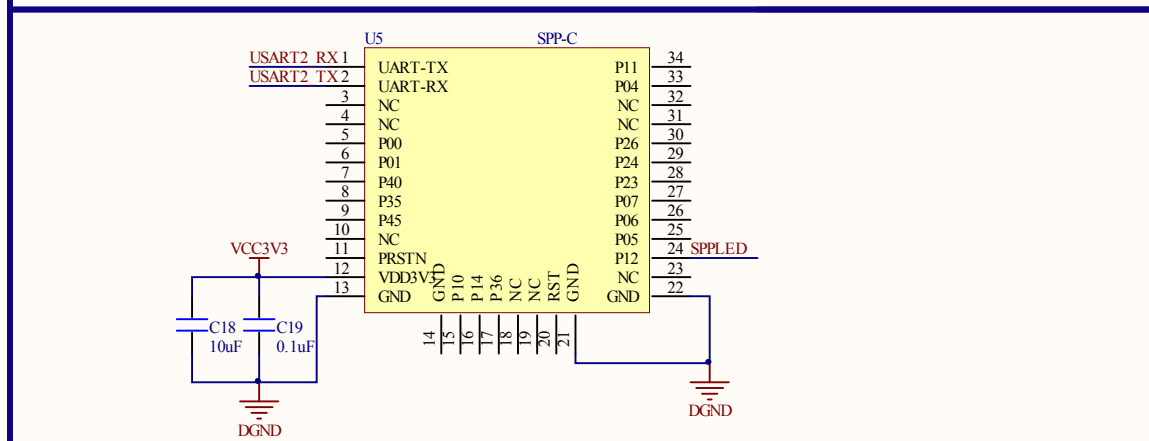 U5 SPP-C
USART2_RX 1 UART-TX P11 34
USART2_TX 2 UART-RX P04 33
3 NC NC 32
4 NC NC 31
5 P00 P26 30
6 P01 P24 29
7 P40 P23 28
8 P35 P07 27
9 P45 P06 26
10 NC P05 25
VCC3V3 11 PRSTN P12 24 SPPLED
12 VDD3V3 NC 23
13 GND GND 22
GND P10 P14 P36 NC NC RST GND
14 15 16 17 18 19 20 21
C18 C19
10uF 0.1uF
DGND
DGND